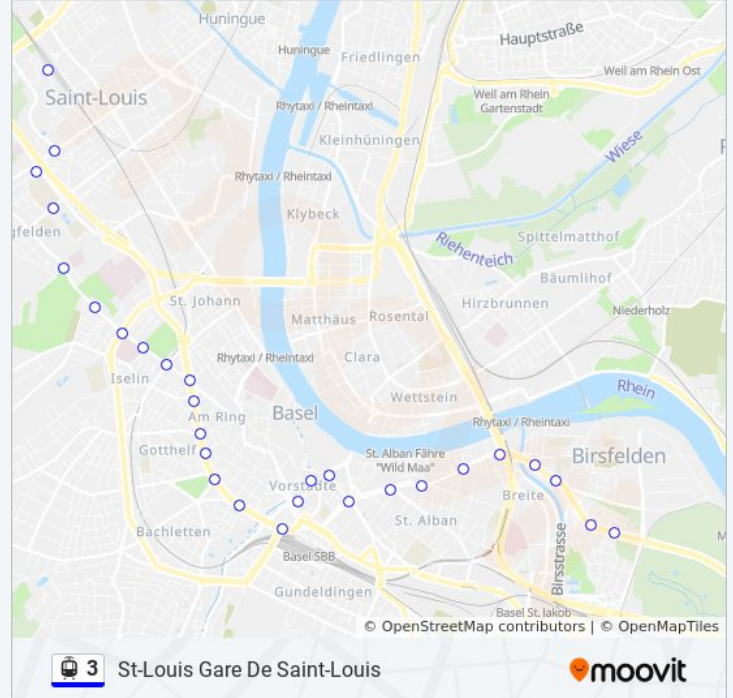 Huningue
Hauptstraße
Huningue
Friedlingen
Weil am Rhein Ost
Saint-Louis
Weil am Rhein
Gartenstadt
Rhytaxi / Rheintaxi
Kleinhüningen
Wiese
Rhytaxi / Rheintaxi
Klybeck
gfelden
Riehenteich
Spittelmatthof
Bäumlihof
St. Johann
Hirzbrunnen
Niederholz
Matthäus
Rosental
Rhytaxi / Rheintaxi
Clara
Iselin
Rhein
Wettstein
Am Ring
Basel
Rhytaxi / Rheintaxi
Gotthelf
St. Alban Fähre
"Wild Maa"
Birsfelden
Vorstädte
Breite
St. Alban
Bachletten
Birsstrasse
M
Basel SBB
Gundeldingen
Basel St. Jakob
© OpenStreetMap contributors | © OpenMapTiles
3 St-Louis Gare De Saint-Louis
moovit